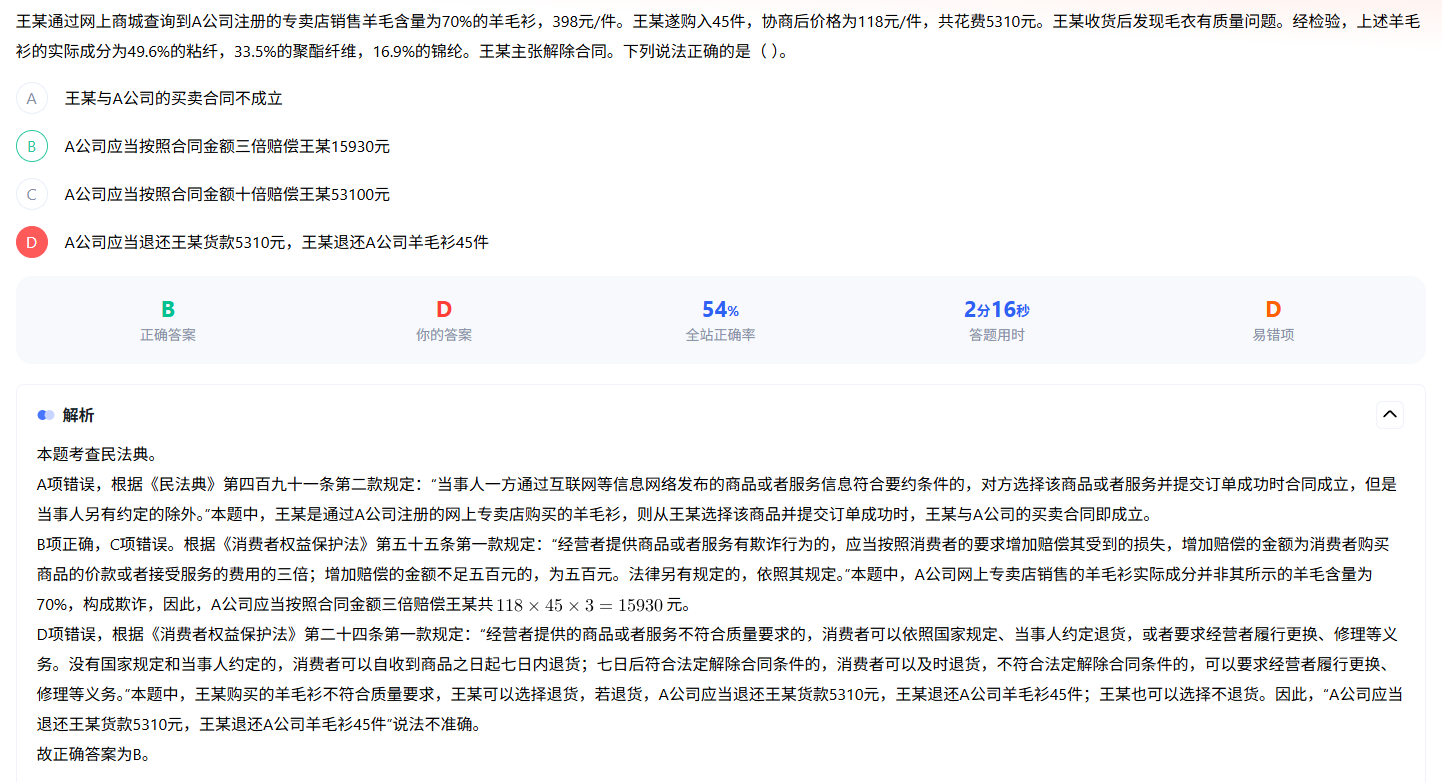 王某通过网上商城查询到A公司注册的专卖店销售羊毛含量为70%的羊毛衫，398元/件。王某遂购入45件，协商后价格为118元/件，共花费5310元。王某收货后发现毛衣有质量问题。经检验，上述羊毛
衫的实际成分为49.6%的粘纤，33.5%的聚酯纤维，16.9%的锦纶。王某主张解除合同。下列说法正确的是（ )。
A 王某与A公司的买卖合同不成立
B A公司应当按照合同金额三倍赔偿王某15930元
C A公司应当按照合同金额十倍赔偿王某53100元
D A公司应当退还王某货款5310元，王某退还A公司羊毛衫45件
B D 54% 2分16秒 D
正确答案 你的答案 全站正确率 答题用时 易错项
解析
本题考查民法典。
A项错误，根据《民法典》第四百九十一条第二款规定：“当事人一方通过互联网等信息网络发布的商品或者服务信息符合要约条件的，对方选择该商品或者服务并提交订单成功时合同成立，但是
当事人另有约定的除外。”本题中，王某是通过A公司注册的网上专卖店购买的羊毛衫，则从王某选择该商品并提交订单成功时，王某与A公司的买卖合同即成立。
B项正确，C项错误。根据《消费者权益保护法》第五十五条第一款规定：“经营者提供商品或者服务有欺诈行为的，应当按照消费者的要求增加赔偿其受到的损失，增加赔偿的金额为消费者购买
商品的价款或者接受服务的费用的三倍；增加赔偿的金额不足五百元的，为五百元。法律另有规定的，依照其规定。”本题中，A公司网上专卖店销售的羊毛衫实际成分并非其所示的羊毛含量为
70%，构成欺诈，因此，A公司应当按照合同金额三倍赔偿王某共118 × 45 × 3 = 15930元。
D项错误，根据《消费者权益保护法》第二十四条第一款规定：“经营者提供的商品或者服务不符合质量要求的，消费者可以依照国家规定、当事人约定退货，或者要求经营者履行更换、修理等义
务。没有国家规定和当事人约定的，消费者可以自收到商品之日起七日内退货；七日后符合法定解除合同条件的，消费者可以及时退货，不符合法定解除合同条件的，可以要求经营者履行更换、
修理等义务。”本题中，王某购买的羊毛衫不符合质量要求，王某可以选择退货，若退货，A公司应当退还王某货款5310元，王某退还A公司羊毛衫45件；王某也可以选择不退货。因此，“A公司应当
退还王某货款5310元，王某退还A公司羊毛衫45件”说法不准确。
故正确答案为B。